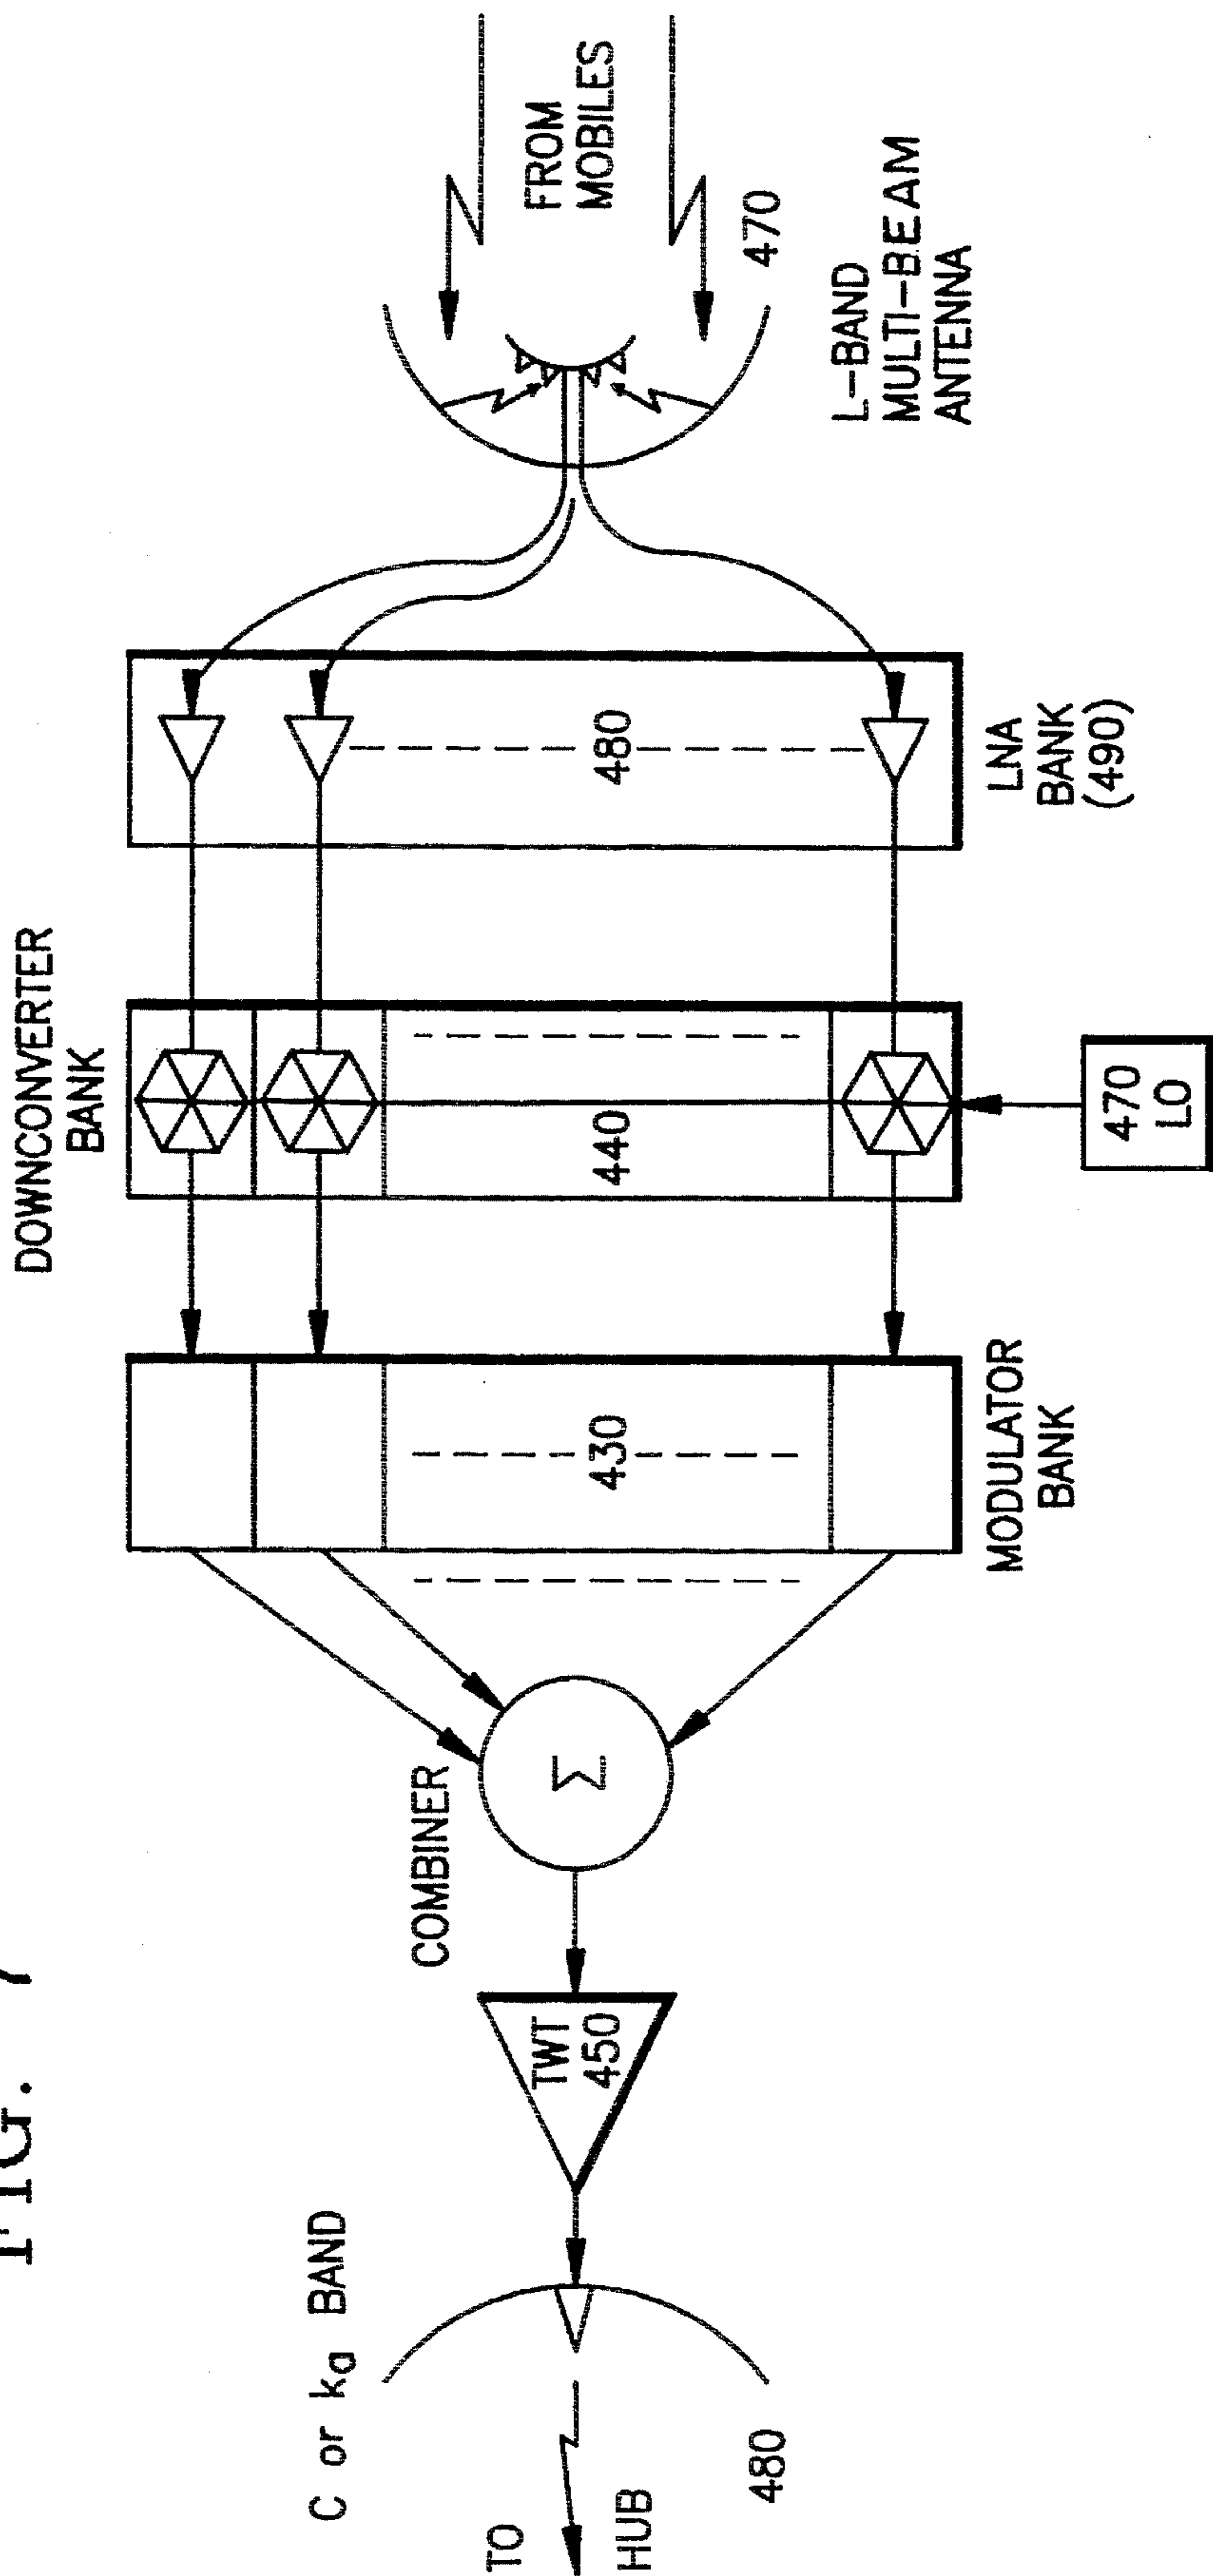 FIG. 7
C or ka BAND
TO
HUB
480
TWT
450
COMBINER
Σ
MODULATOR
BANK
430
DOWNCONVERTER
BANK
440
470
LO
LNA
BANK
(490)
480
L-BAND
MULTI-BEAM
ANTENNA
470
FROM
MOBILES